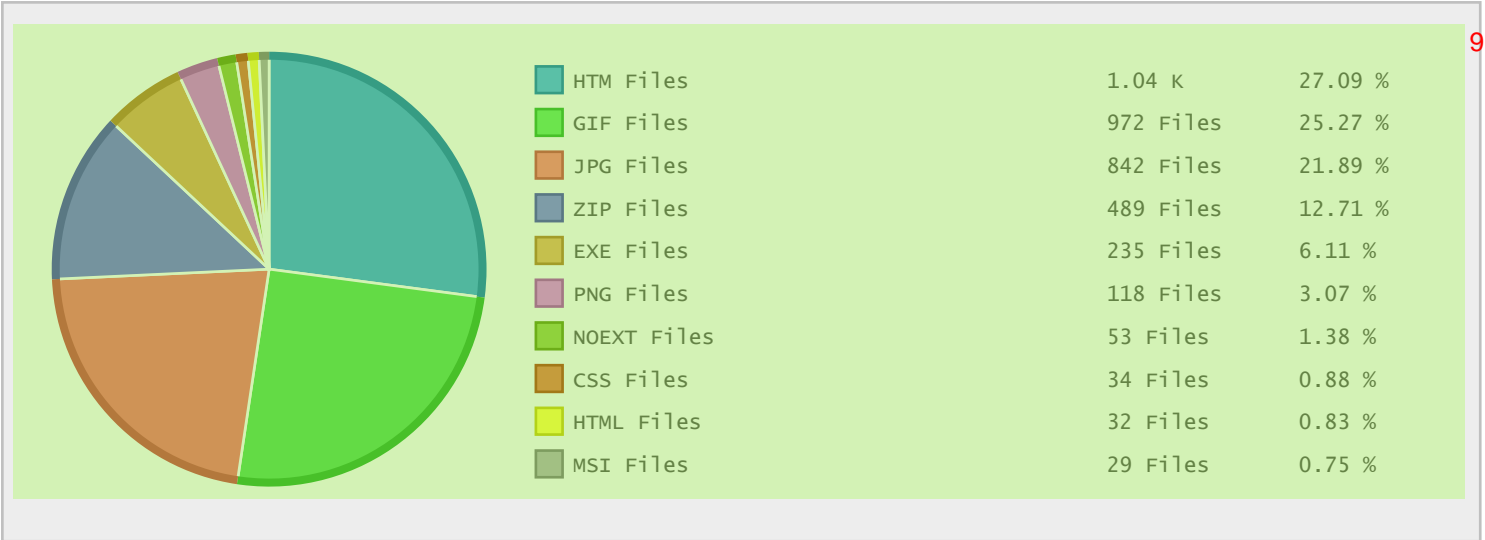 9
HTM Files 1.04 K 27.09 %
GIF Files 972 Files 25.27 %
JPG Files 842 Files 21.89 %
ZIP Files 489 Files 12.71 %
EXE Files 235 Files 6.11 %
PNG Files 118 Files 3.07 %
NOEXT Files 53 Files 1.38 %
CSS Files 34 Files 0.88 %
HTML Files 32 Files 0.83 %
MSI Files 29 Files 0.75 %